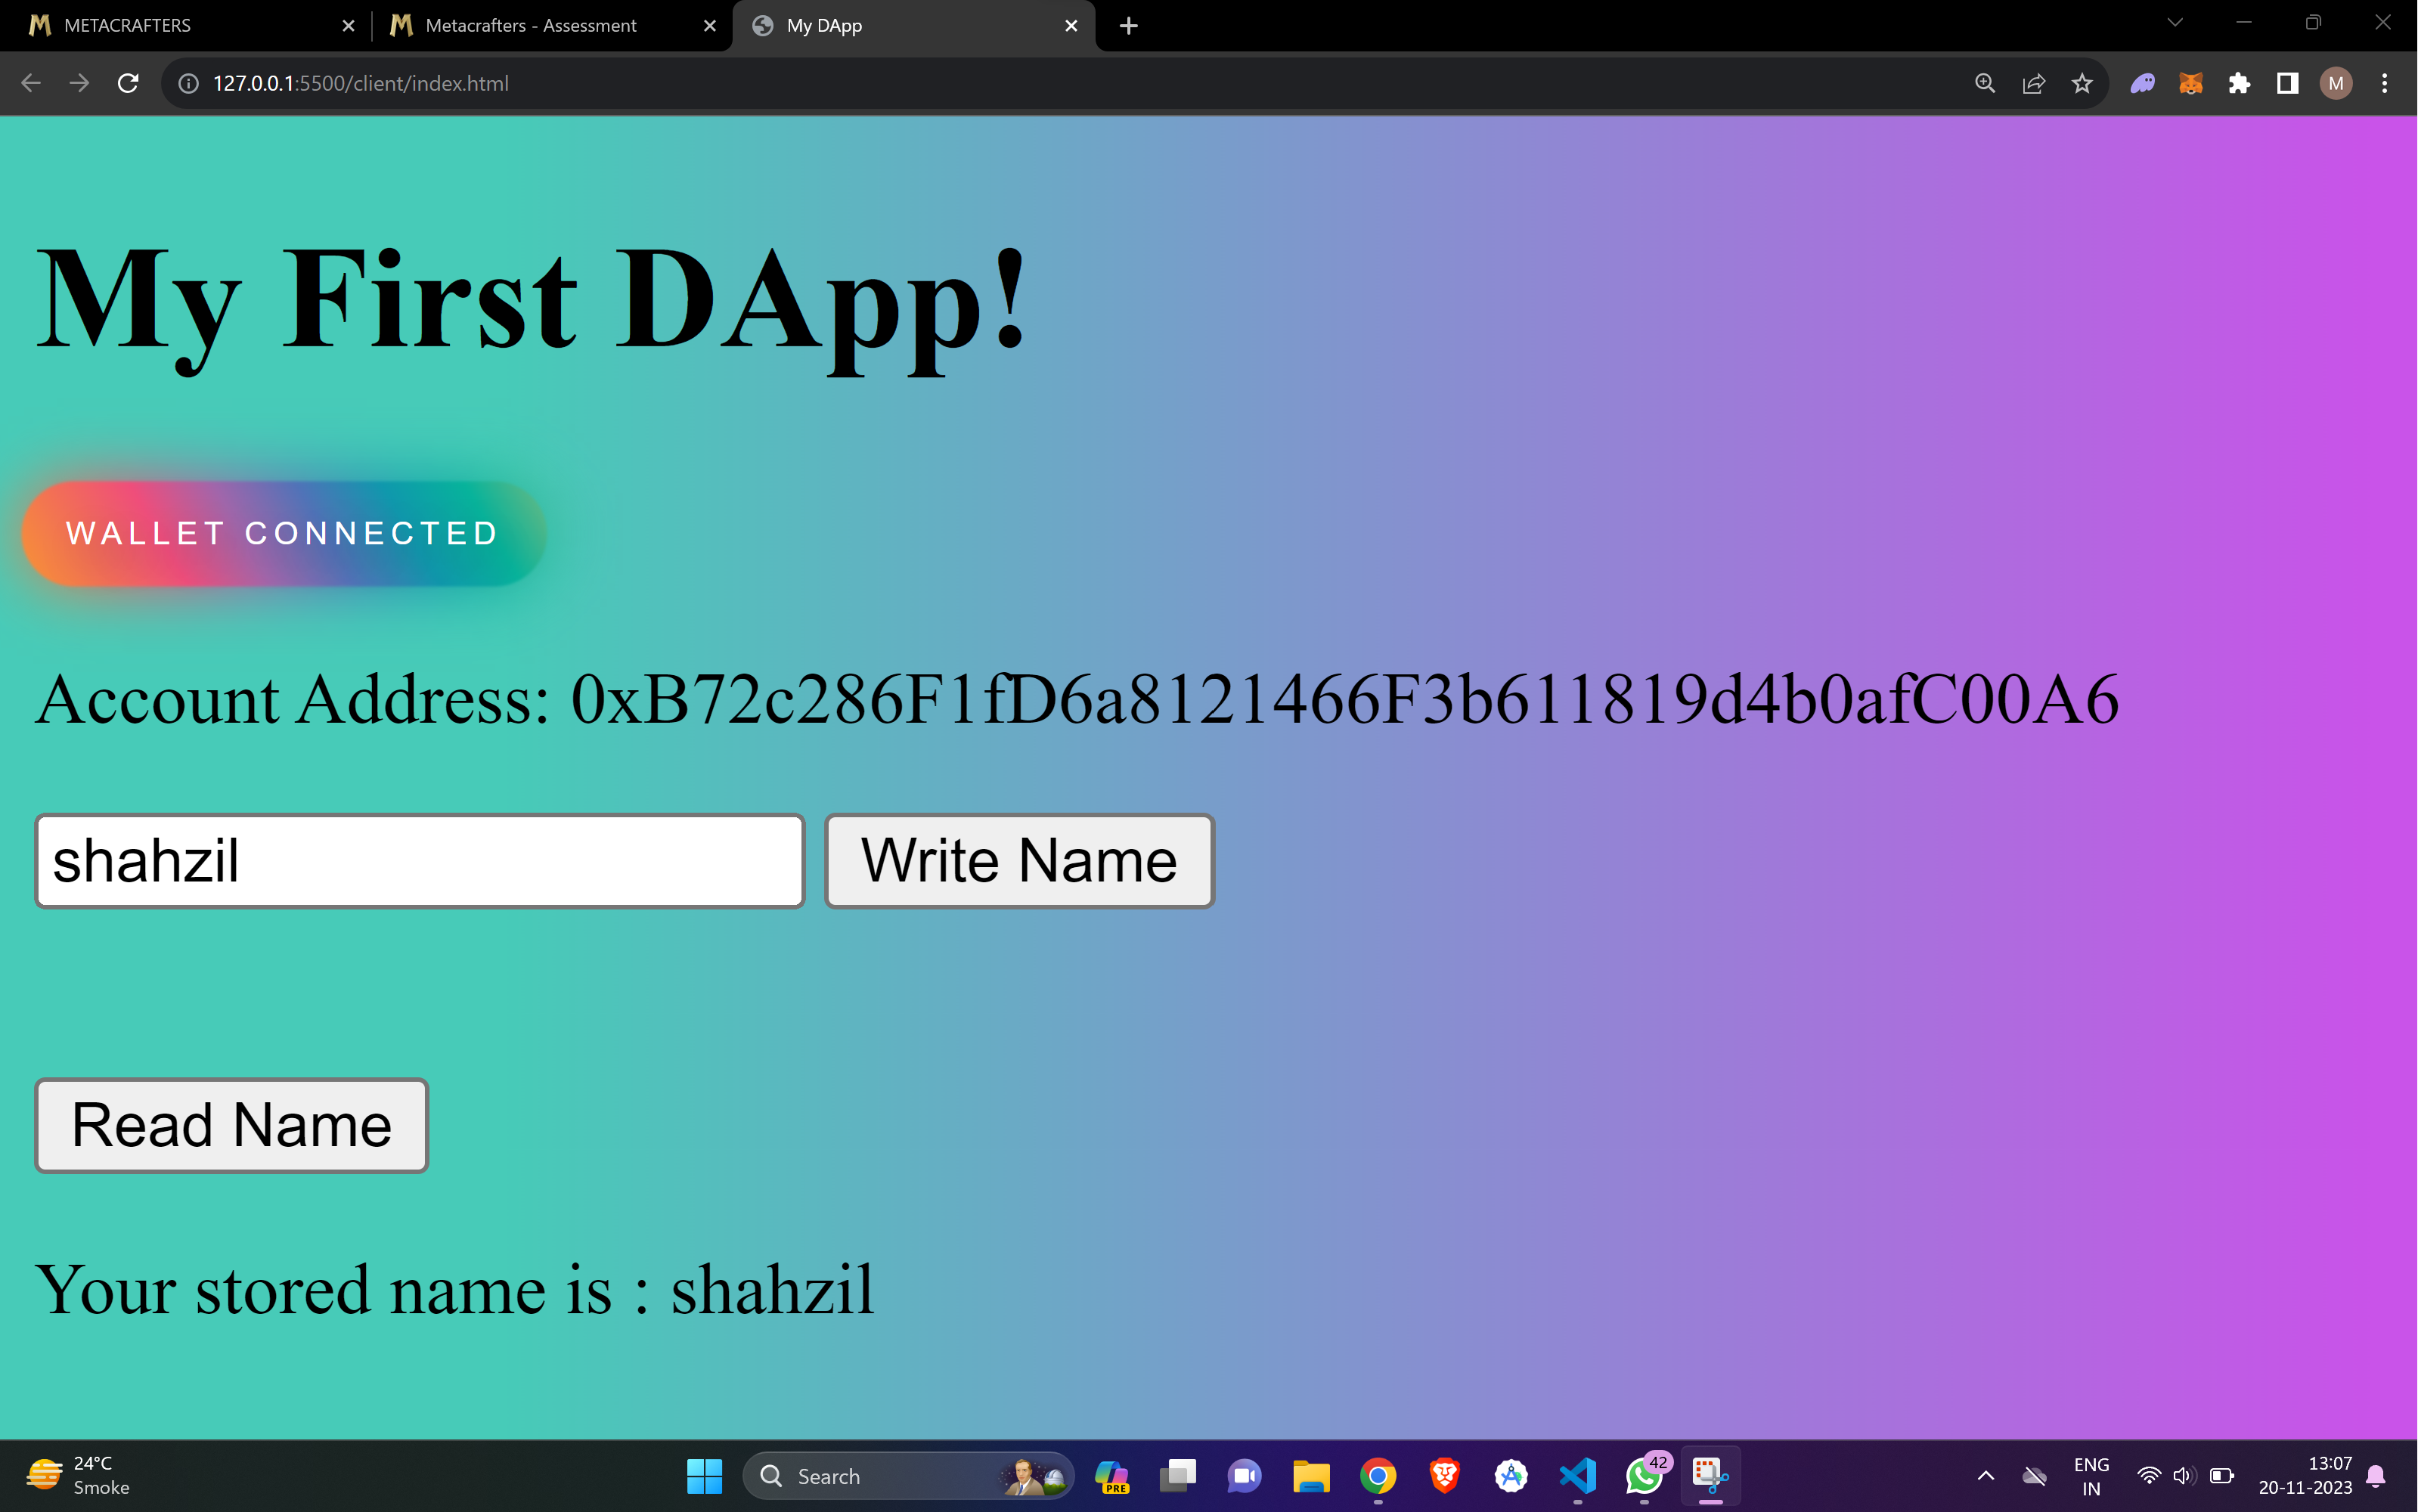 METACRAFTERS
Metacrafters - Assessment
My DApp
127.0.0.1:5500/client/index.html
M
My First DApp!
WALLET CONNECTED
Account Address: 0xB72c286F1fD6a8121466F3b611819d4b0afC00A6
shahzil
Write Name
Read Name
Your stored name is : shahzil
24°C
Smoke
Search
PRE
42
ENG
IN
13:07
20-11-2023